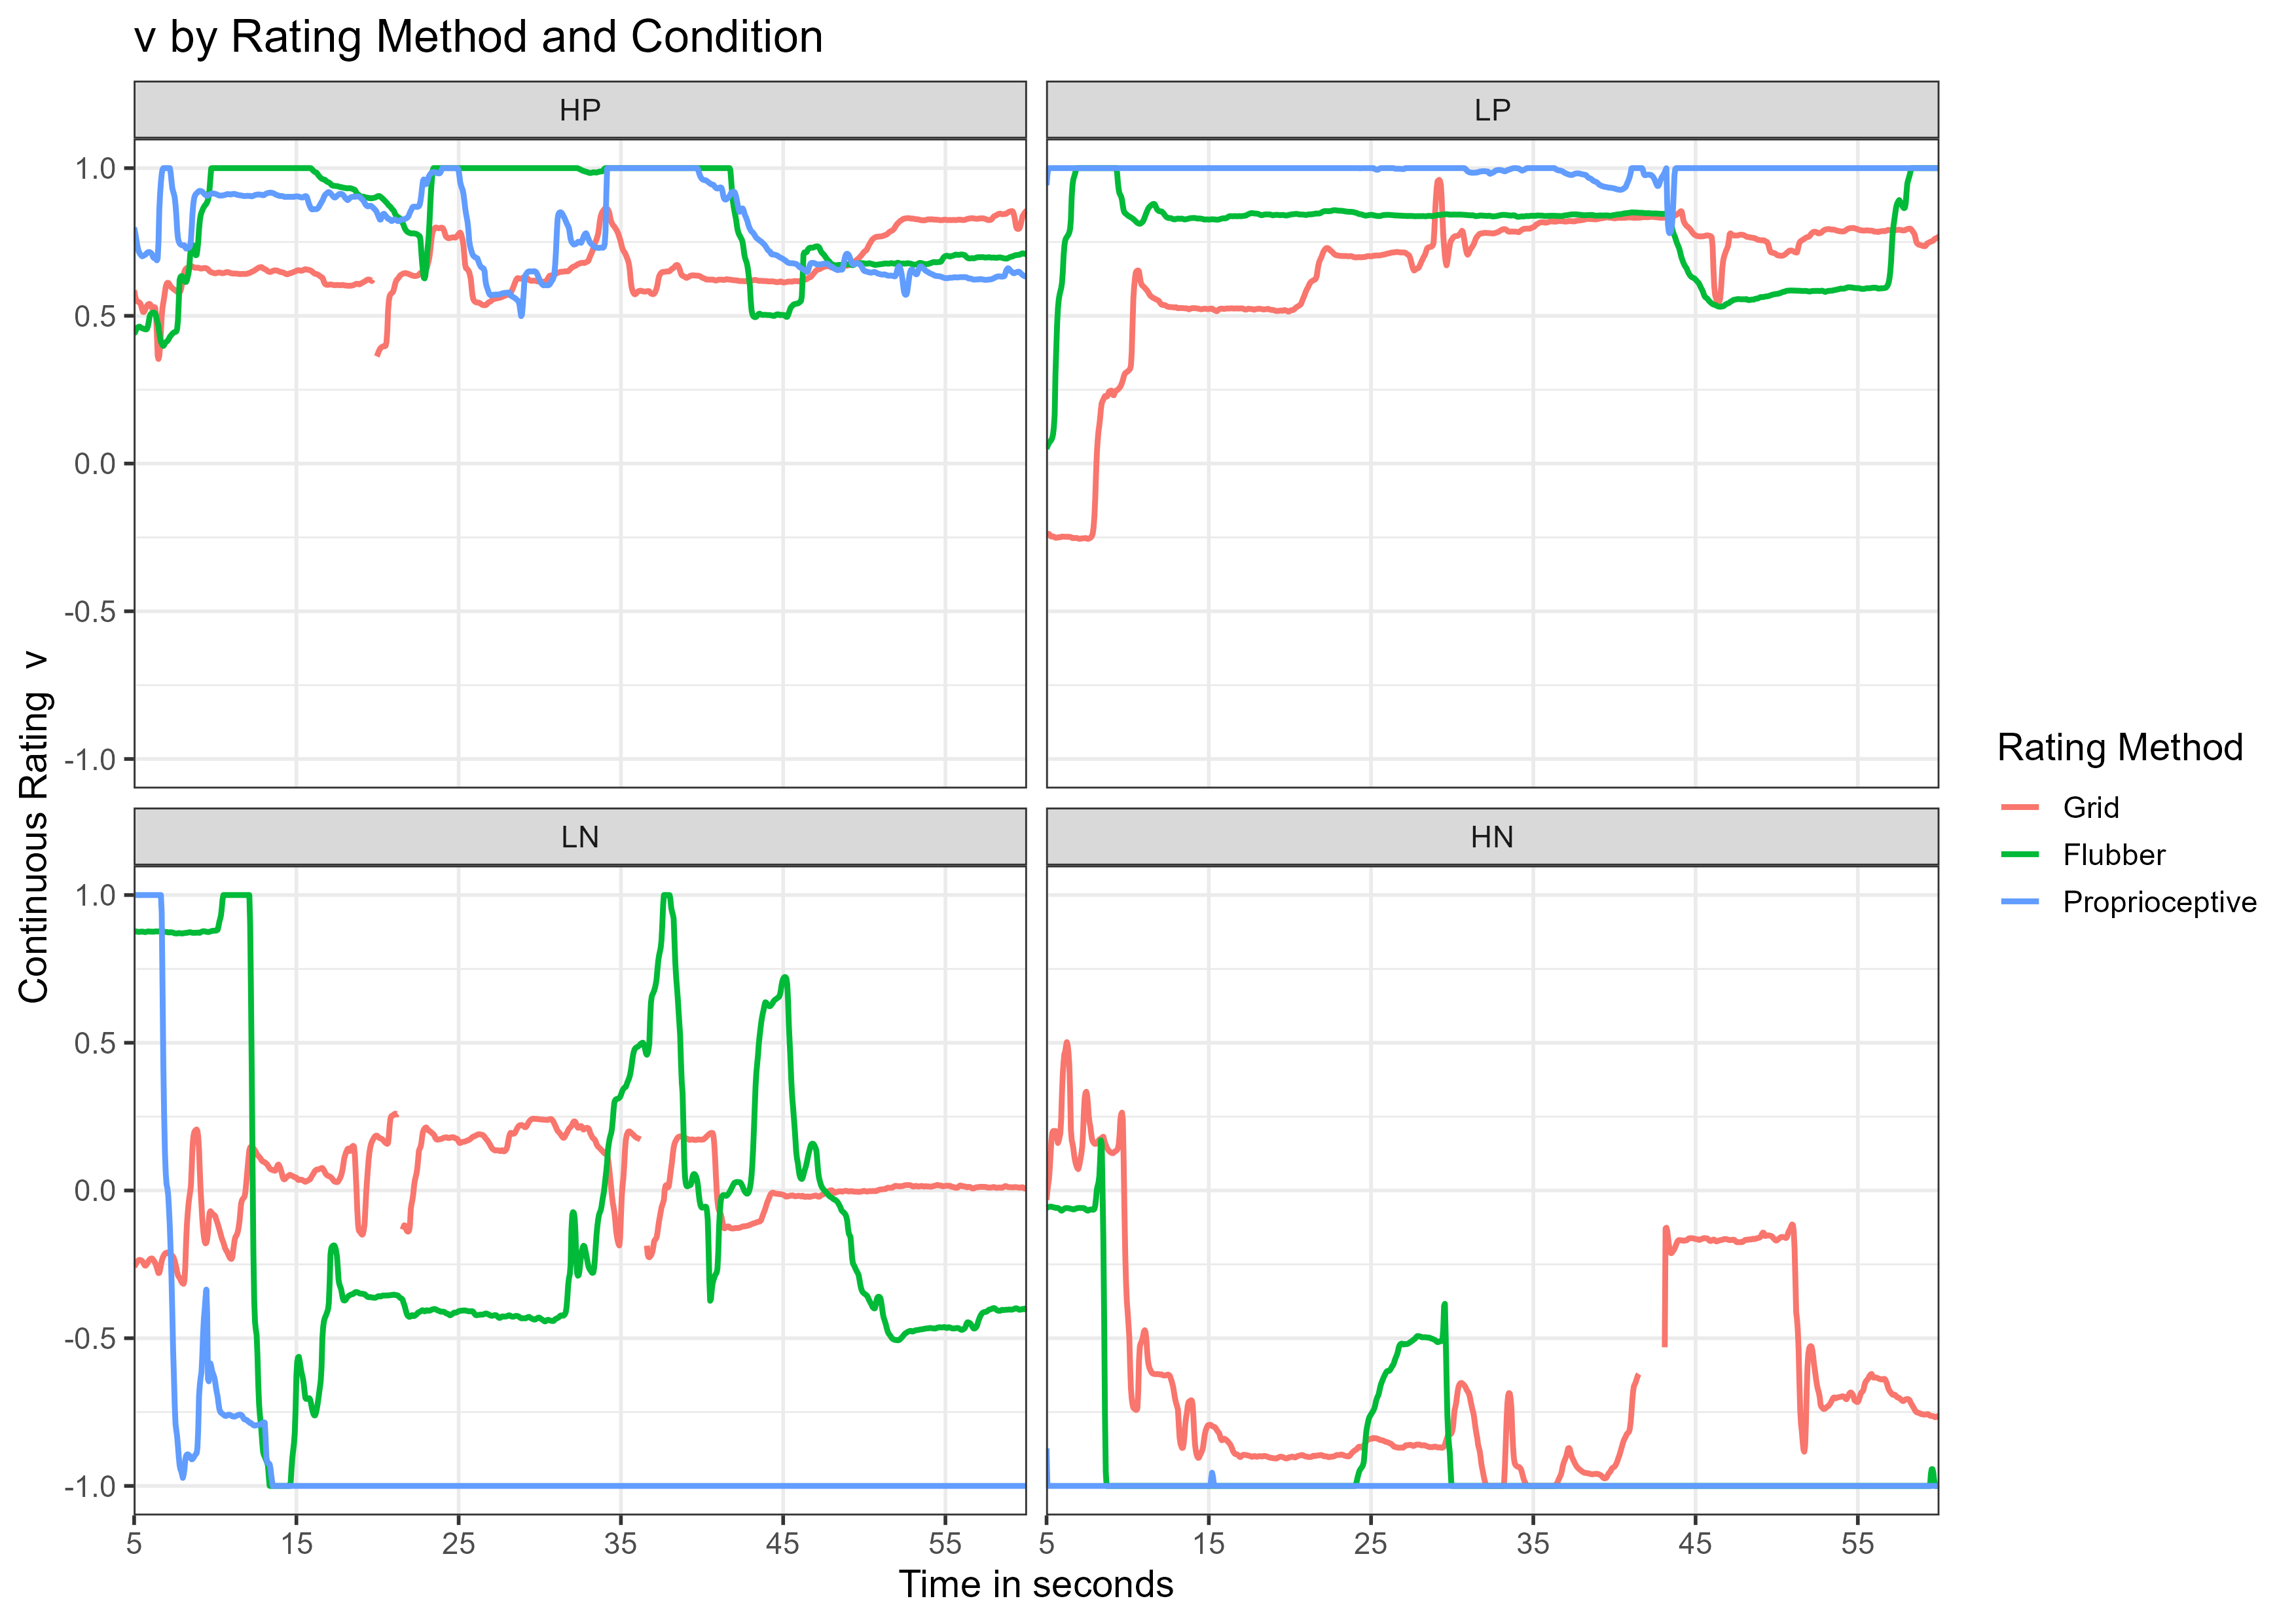 v by Rating Method and Condition
HP
LP
1.0
0.5
0.0
-0.5
-1.0
LN
HN
1.0
0.5
0.0
-0.5
-1.0
5 15 25 35 45 55
5 15 25 35 45 55
Time in seconds
Continuous Rating v
Rating Method
Grid
Flubber
Proprioceptive